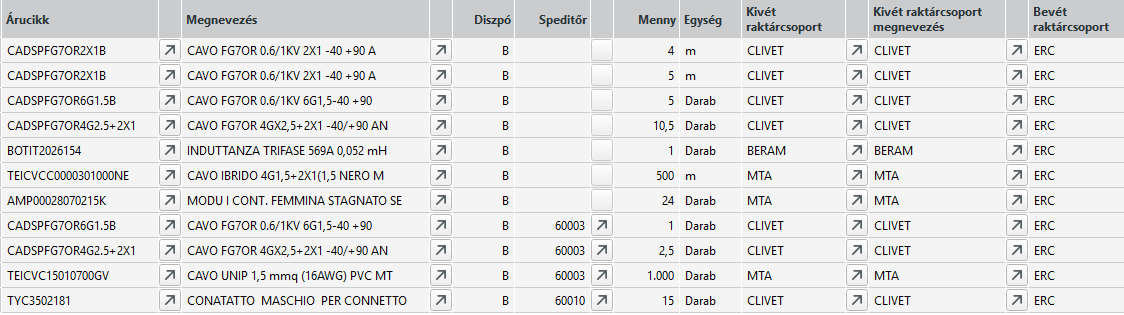 Árucikk Megnevezés Diszpó Speditőr Menny Egység Kivét raktárcsoport Kivét raktárcsoport megnevezés Bevét raktárcsoport
CADSPFG7OR2X1B CAVO FG7OR 0.6/1KV 2X1 -40 +90 A B 4 m CLIVET CLIVET ERC
CADSPFG7OR2X1B CAVO FG7OR 0.6/1KV 2X1 -40 +90 A B 5 m CLIVET CLIVET ERC
CADSPFG7OR6G1.5B CAVO FG7OR 0.6/1KV 6G1,5-40 +90 B 5 Darab CLIVET CLIVET ERC
CADSPFG7OR4G2.5+2X1 CAVO FG7OR 4GX2,5+2X1 -40/+90 AN B 10,5 Darab CLIVET CLIVET ERC
BOTIT2026154 INDUTTANZA TRIFASE 569A 0,052 mH B 1 Darab BERAM BERAM ERC
TEICVCC0000301000NE CAVO IBRIDO 4G1,5+2X1(1,5 NERO M B 500 m MTA MTA ERC
AMP00028070215K MODU I CONT. FEMMINA STAGNATO SE B 24 Darab MTA MTA ERC
CADSPFG7OR6G1.5B CAVO FG7OR 0.6/1KV 6G1,5-40 +90 B 60003 1 Darab CLIVET CLIVET ERC
CADSPFG7OR4G2.5+2X1 CAVO FG7OR 4GX2,5+2X1 -40/+90 AN B 60003 2,5 Darab CLIVET CLIVET ERC
TEICVC15010700GV CAVO UNIP 1,5 mmq (16AWG) PVC MT B 60003 1.000 Darab MTA MTA ERC
TYC3502181 CONATATTO MASCHIO PER CONNETTO B 60010 15 Darab CLIVET CLIVET ERC